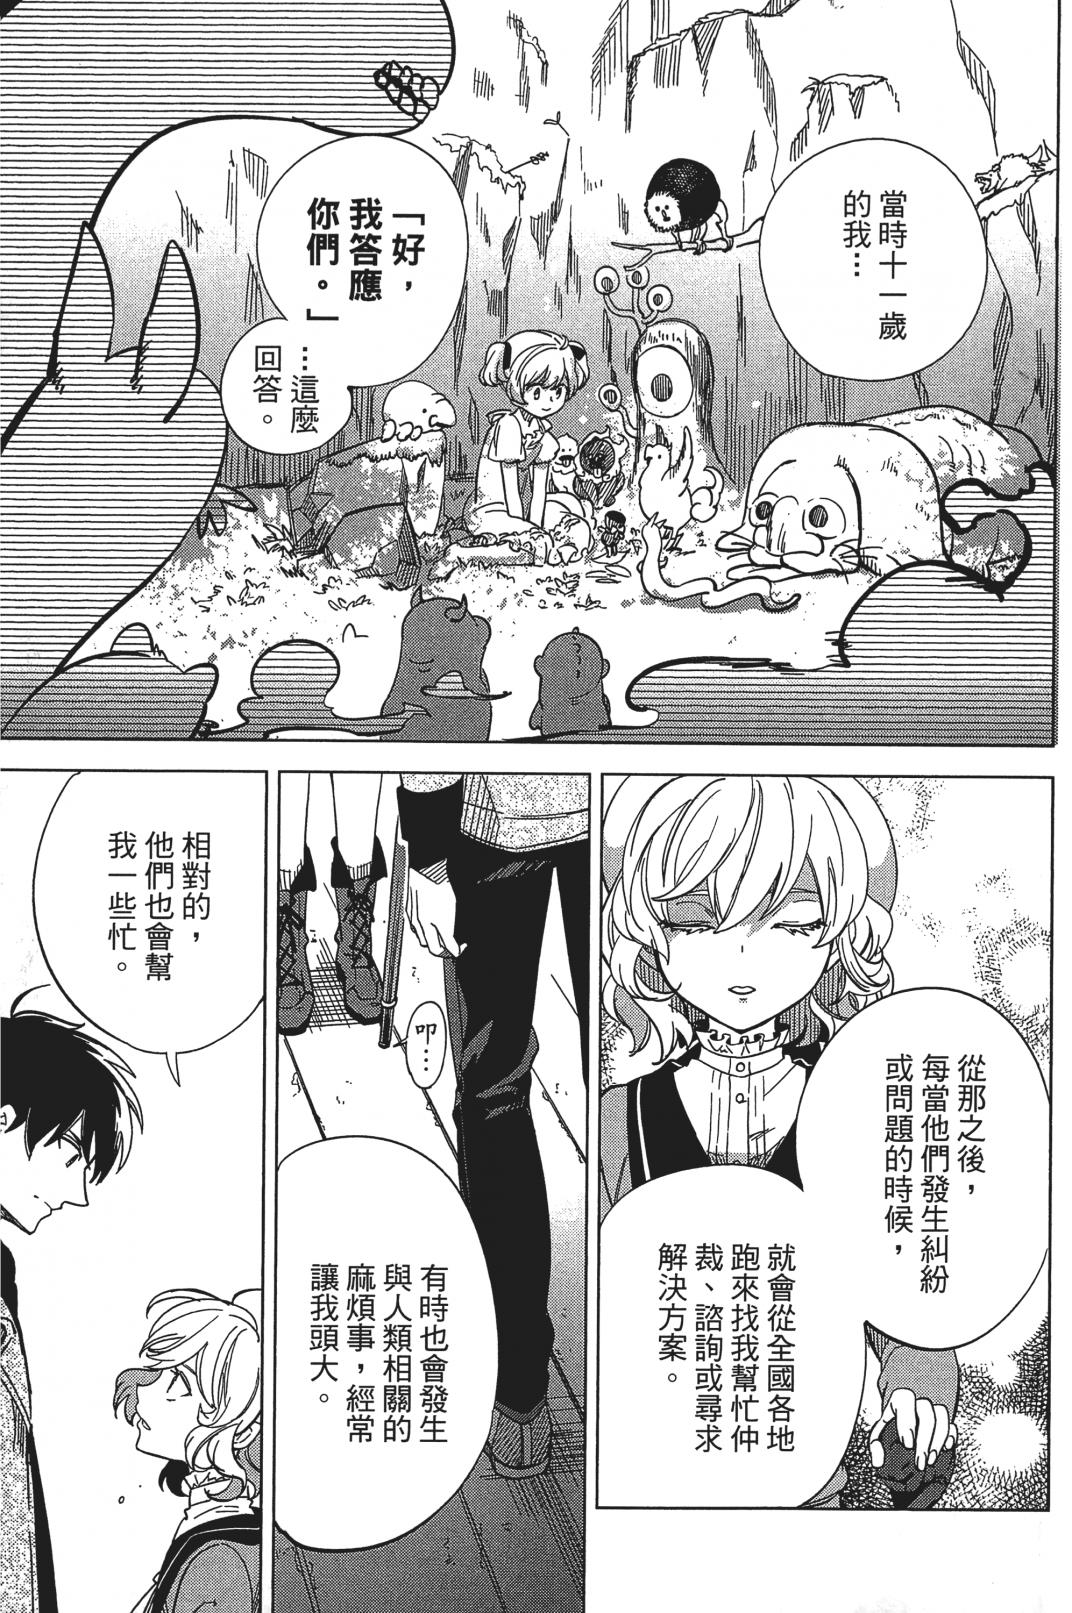 當時十一歲
的我…
「好，
我答應
你們。」
…這麼
回答。
從那之後，
每當他們發生糾紛
或問題的時候，
就會從全國各地
跑來找我幫忙仲
裁、諮詢或尋求
解決方案。
叩…
有時也會發生
與人類相關的
麻煩事，經常
讓我頭大。
相對的，
他們也會幫
我一些忙。